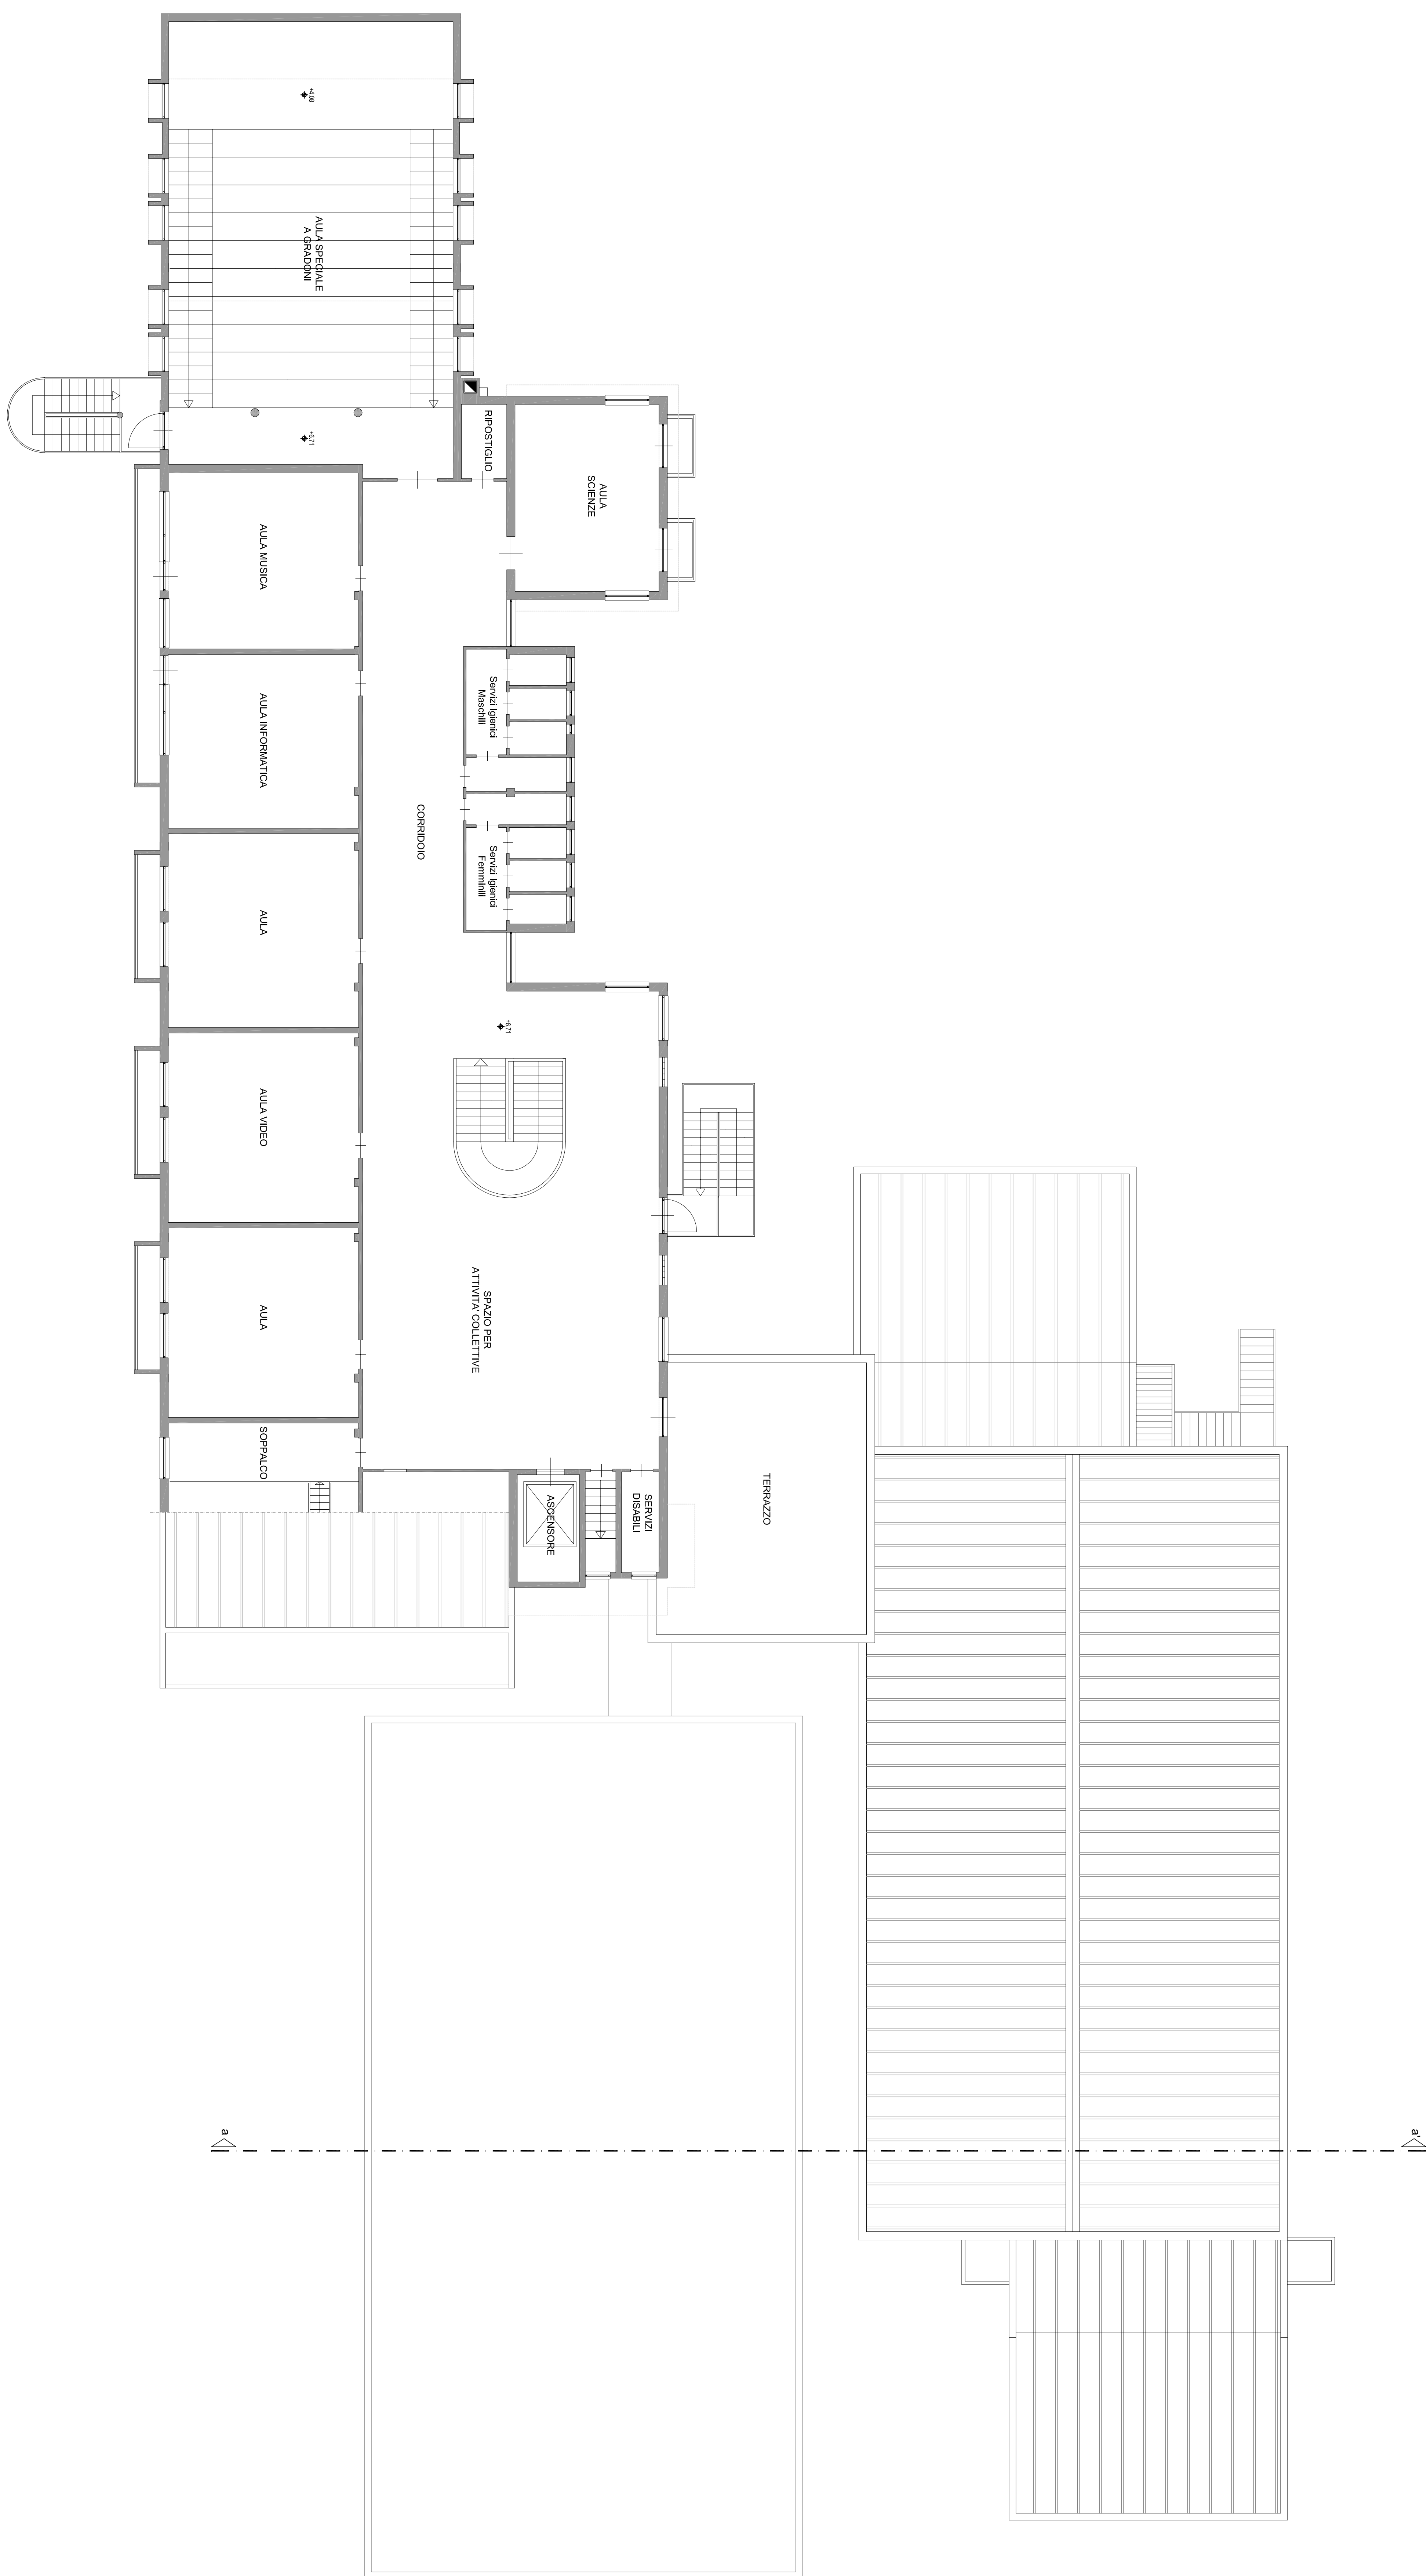 +4,08
AULA SPECIALE
A GRADONI
+6,71
RIPOSTIGLIO
AULA
SCIENZE
AULA MUSICA
AULA INFORMATICA
Servizi Igienici
Maschili
CORRIDOIO
Servizi Igienici
Femminili
AULA
+6,71
AULA VIDEO
SPAZIO PER
ATTIVITA' COLLETTIVE
AULA
SOPPALCO
ASCENSORE
SERVIZI
DISABILI
TERRAZZO
a
a'